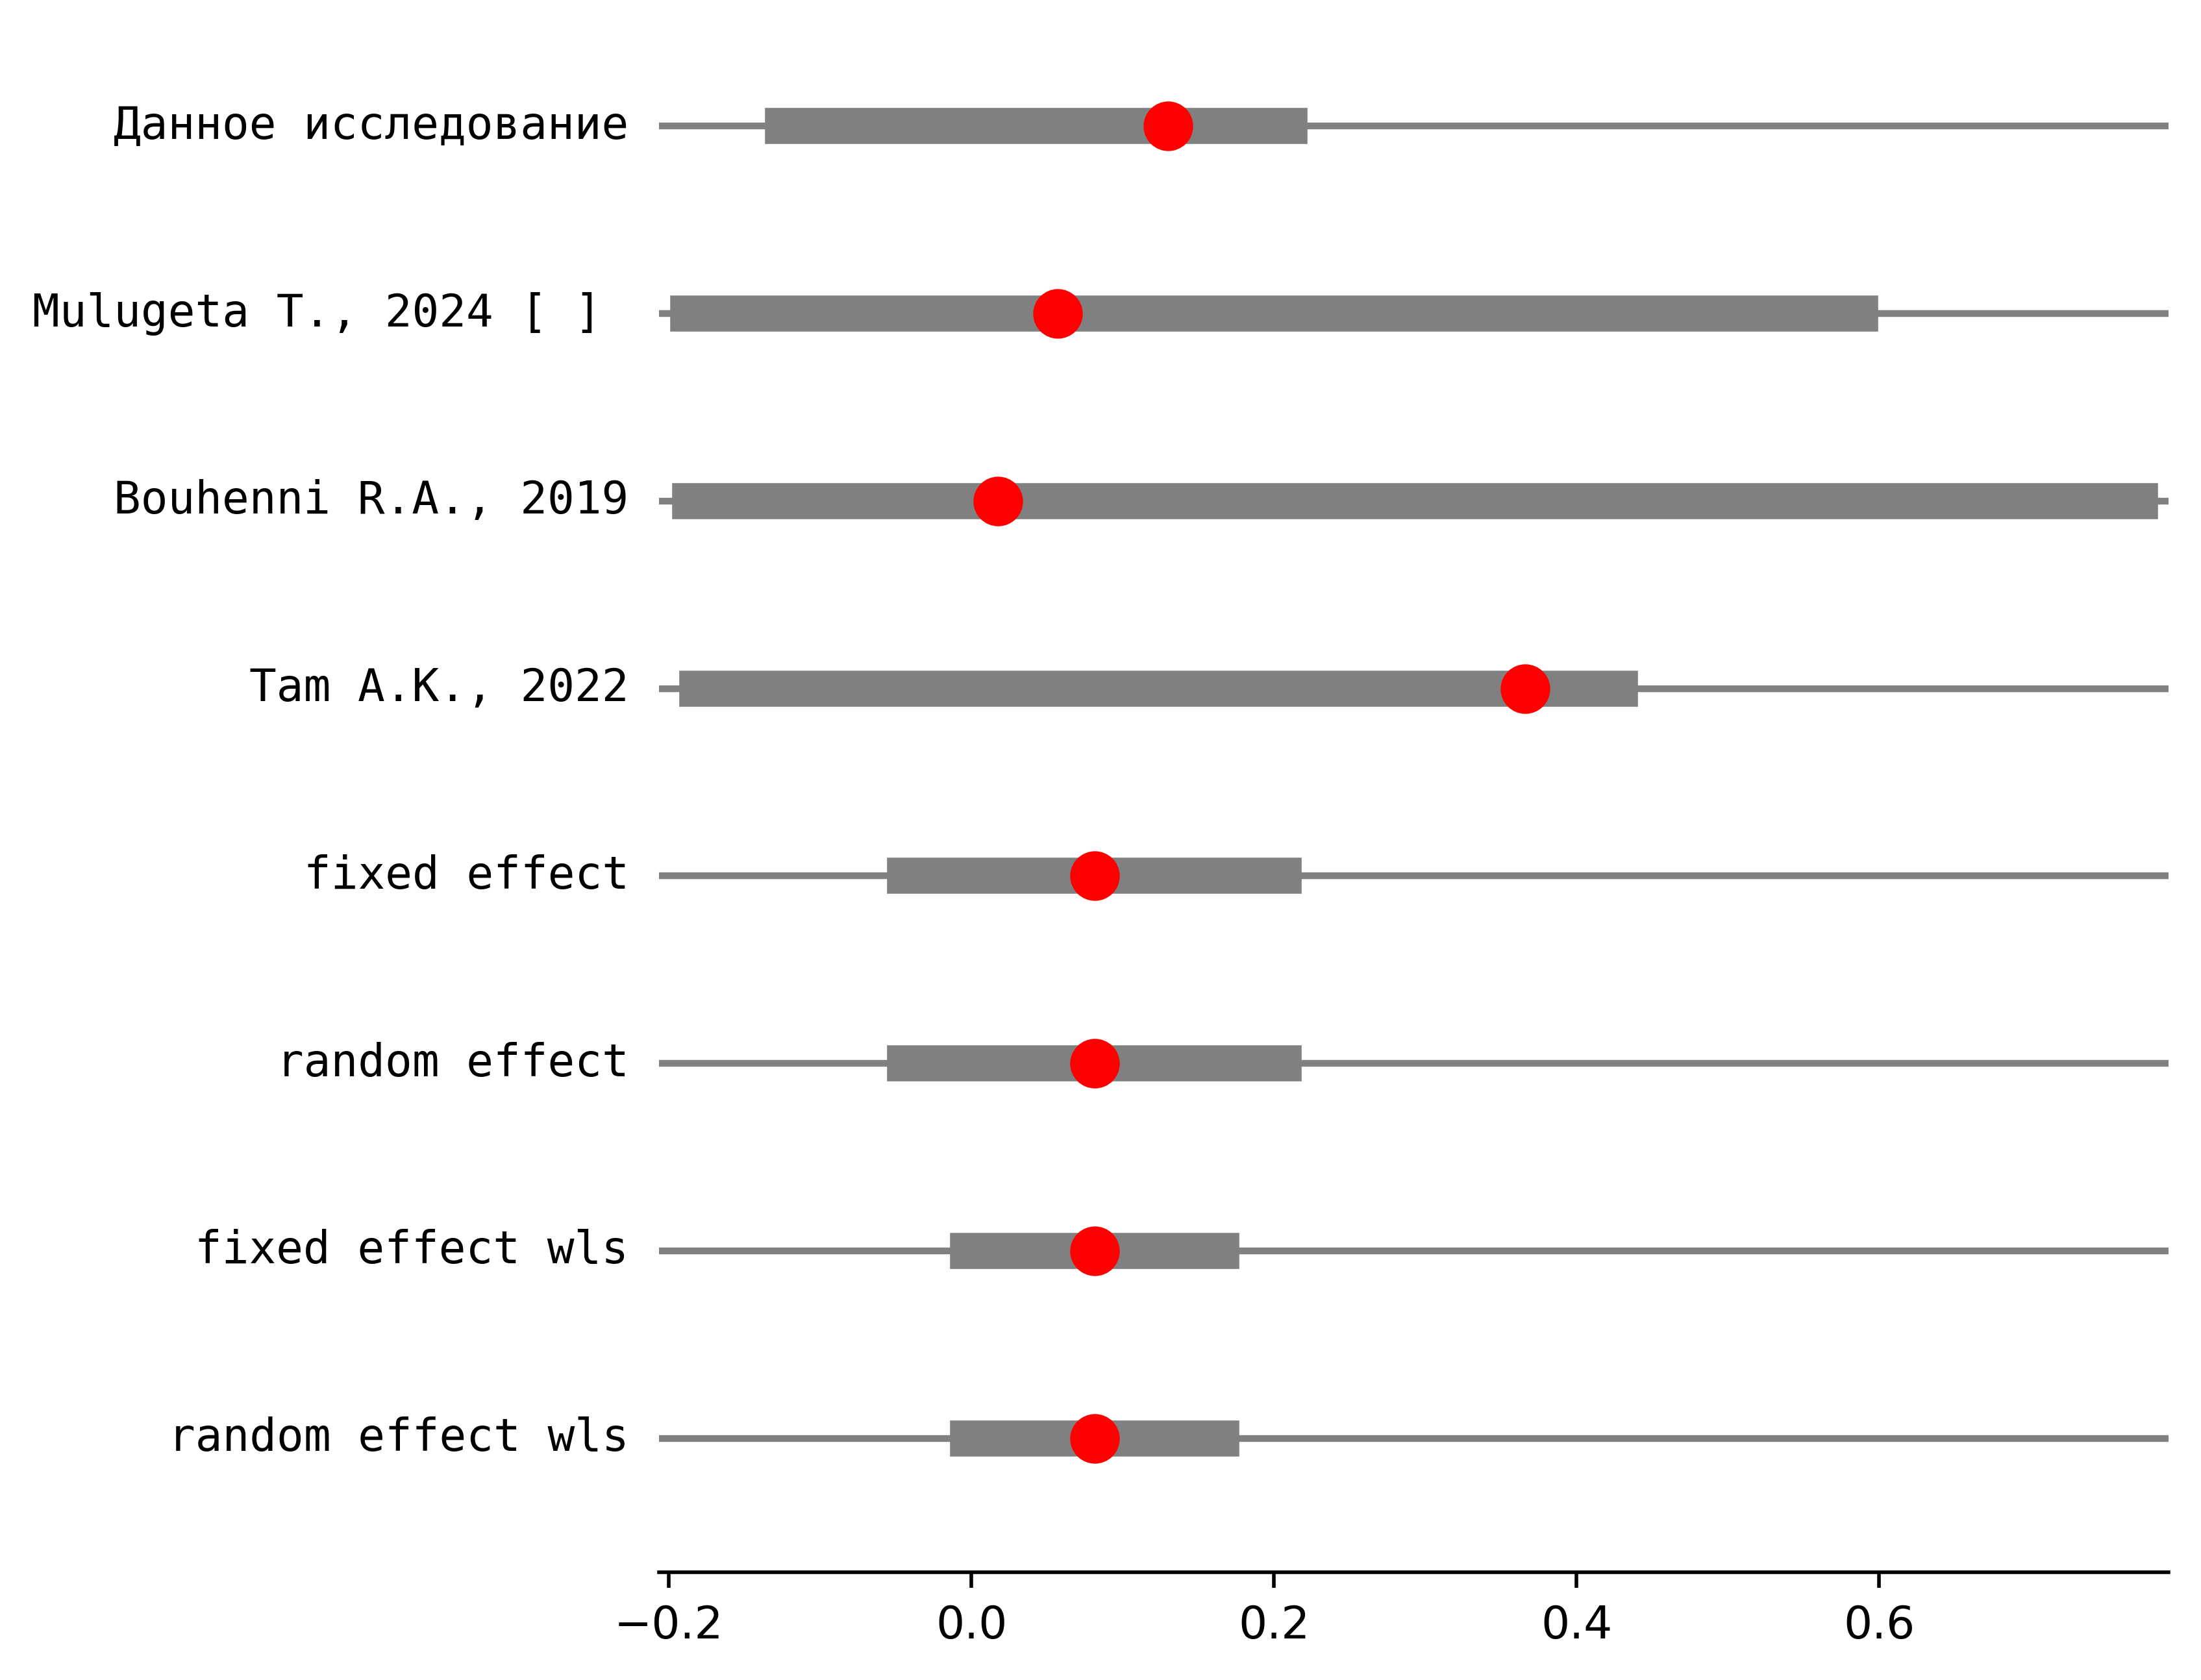 Данное исследование
Mulugeta T., 2024 [ ]
Bouhenni R.A., 2019
Tam A.K., 2022
fixed effect
random effect
fixed effect wls
random effect wls
−0.2 0.0 0.2 0.4 0.6